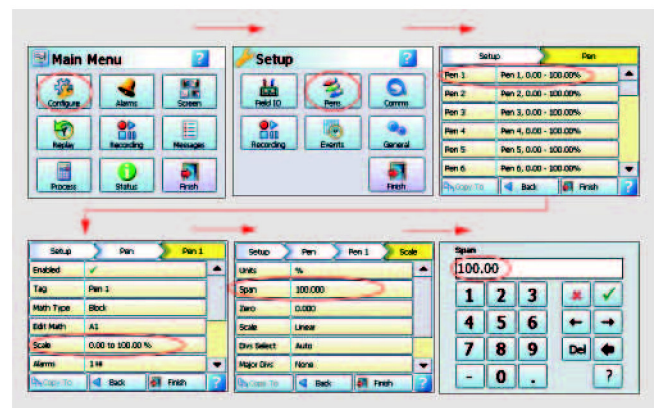 Main Menu
?
Configure
Alarms
Screen
Replay
Recording
Messages
Process
Status
Finish
Setup
?
Field IO
Pens
Comms
Recording
Events
General
Finish
Setup Pen
Pen 1 Pen 1, 0.00 - 100.00%
Pen 2 Pen 2, 0.00 - 100.00%
Pen 3 Pen 3, 0.00 - 100.00%
Pen 4 Pen 4, 0.00 - 100.00%
Pen 5 Pen 5, 0.00 - 100.00%
Pen 6 Pen 6, 0.00 - 100.00%
Copy To Back Finish ?
Setup Pen Pen 1
Enabled ✓
Tag Pen 1
Math Type Block
Edit Math A1
Scale 0.00 to 100.00 %
Alarms
Copy To Back Finish ?
Setup Pen Pen 1 Scale
Units %
Span 100.000
Zero 0.000
Scale Linear
Divs Select Auto
Major Divs None
Copy To Back Finish ?
Span
100.00
1 2 3
4 5 6
7 8 9 Del
- 0 . ?